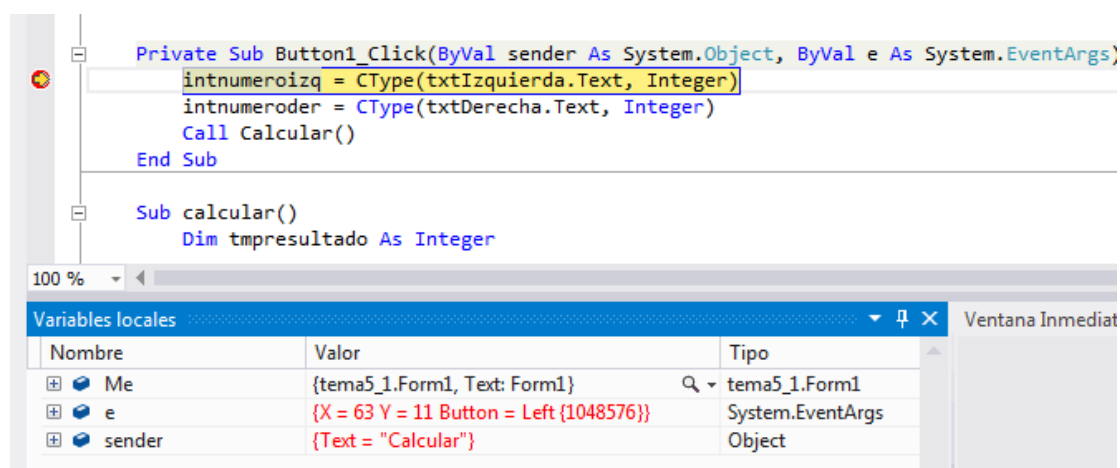 Private Sub Button1_Click(ByVal sender As System.Object, ByVal e As System.EventArgs)
intnumeroizq = CType(txtIzquierda.Text, Integer)
intnumeroder = CType(txtDerecha.Text, Integer)
Call Calcular()
End Sub
Sub calcular()
Dim tmpresultado As Integer
100 %
Variables locales
Ventana Inmediat
Nombre Valor Tipo
Me {tema5_1.Form1, Text: Form1} tema5_1.Form1
e {X = 63 Y = 11 Button = Left {1048576}} System.EventArgs
sender {Text = "Calcular"} Object